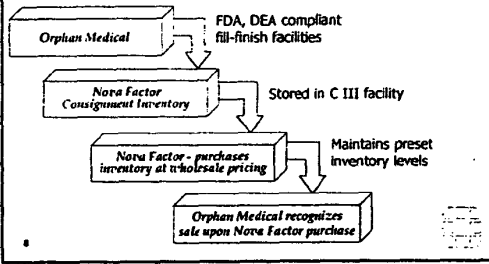 Orphan Medical
FDA, DEA compliant
fill-finish facilities
Nova Factor
Consignment Inventory
Stored in C III facility
Nova Factor - purchases
inventory at wholesale pricing
Maintains preset
inventory levels
Orphan Medical recognizes
sale upon Nova Factor purchase
8